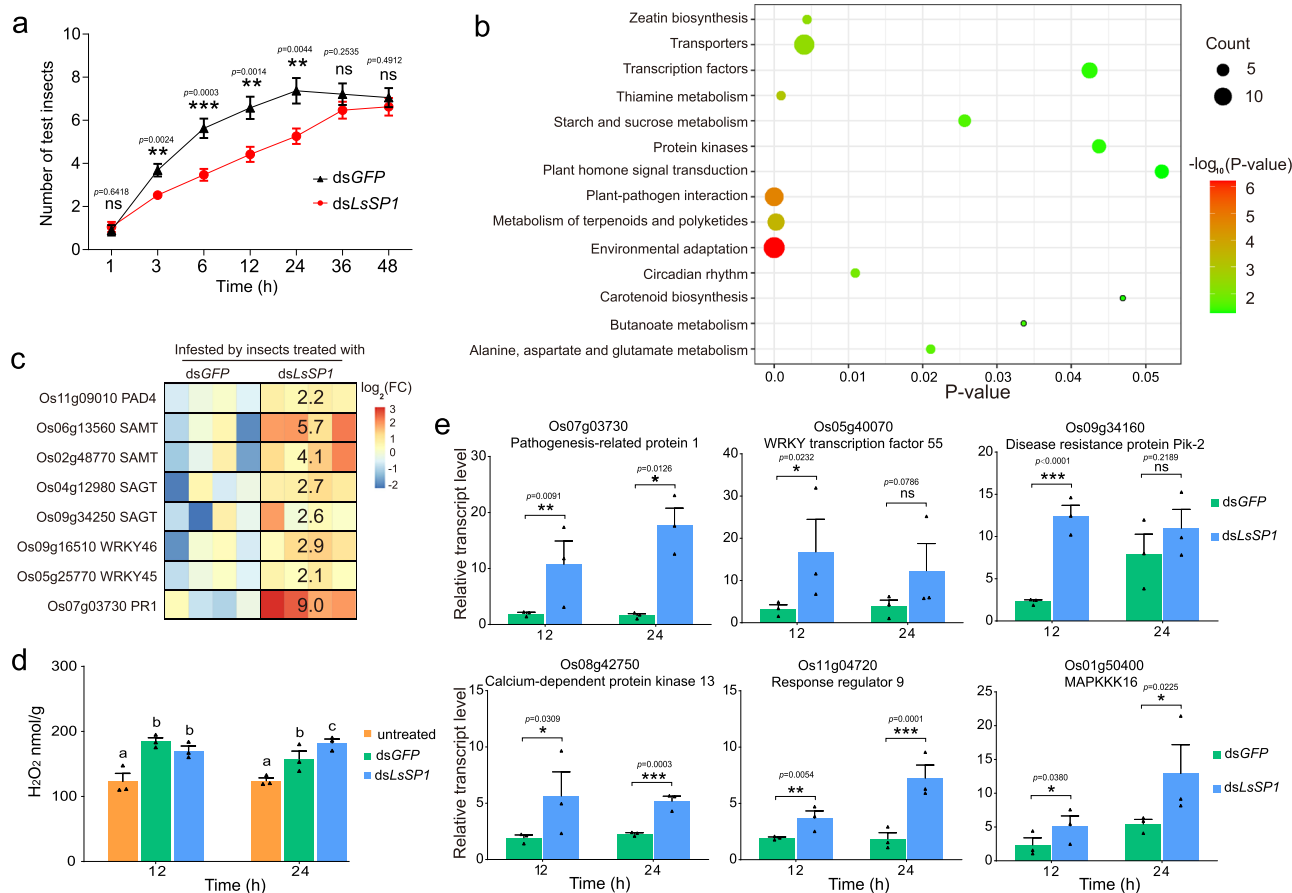 a
10
8
6
4
2
0
Number of test insects
p=0.6418
ns
p=0.0024
**
p=0.0003
***
p=0.0014
**
p=0.0044
**
p=0.2535
ns
p=0.4912
ns
dsGFP
dsLsSP1
1 3 6 12 24 36 48
Time (h)
b
Zeatin biosynthesis
Transporters
Transcription factors
Thiamine metabolism
Starch and sucrose metabolism
Protein kinases
Plant homone signal transduction
Plant-pathogen interaction
Metabolism of terpenoids and polyketides
Environmental adaptation
Circadian rhythm
Carotenoid biosynthesis
Butanoate metabolism
Alanine, aspartate and glutamate metabolism
0.0 0.01 0.02 0.03 0.04 0.05
P-value
Count
5
10
-log10(P-value)
6
5
4
3
2
c
Infested by insects treated with
dsGFP dsLsSP1
log2(FC)
3
2
1
0
-1
-2
Os11g09010 PAD4 2.2
Os06g13560 SAMT 5.7
Os02g48770 SAMT 4.1
Os04g12980 SAGT 2.7
Os09g34250 SAGT 2.6
Os09g16510 WRKY46 2.9
Os05g25770 WRKY45 2.1
Os07g03730 PR1 9.0
d
300
200
100
0
H2O2 nmol/g
a b b
a b c
untreated
dsGFP
dsLsSP1
12 24
Time (h)
e
Os07g03730
Pathogenesis-related protein 1
Relative transcript level
30
20
10
0
p=0.0091
**
p=0.0126
*
12 24
Os05g40070
WRKY transcription factor 55
40
30
20
10
0
p=0.0232
*
p=0.0786
ns
12 24
Os09g34160
Disease resistance protein Pik-2
20
15
10
5
0
p<0.0001
***
p=0.2189
ns
12 24
dsGFP
dsLsSP1
Os08g42750
Calcium-dependent protein kinase 13
Relative transcript level
15
10
5
0
p=0.0309
*
p=0.0003
***
12 24
Time (h)
Os11g04720
Response regulator 9
15
10
5
0
p=0.0054
**
p=0.0001
***
12 24
Time (h)
Os01g50400
MAPKKK16
25
20
15
10
5
0
p=0.0380
*
p=0.0225
*
12 24
Time (h)
dsGFP
dsLsSP1